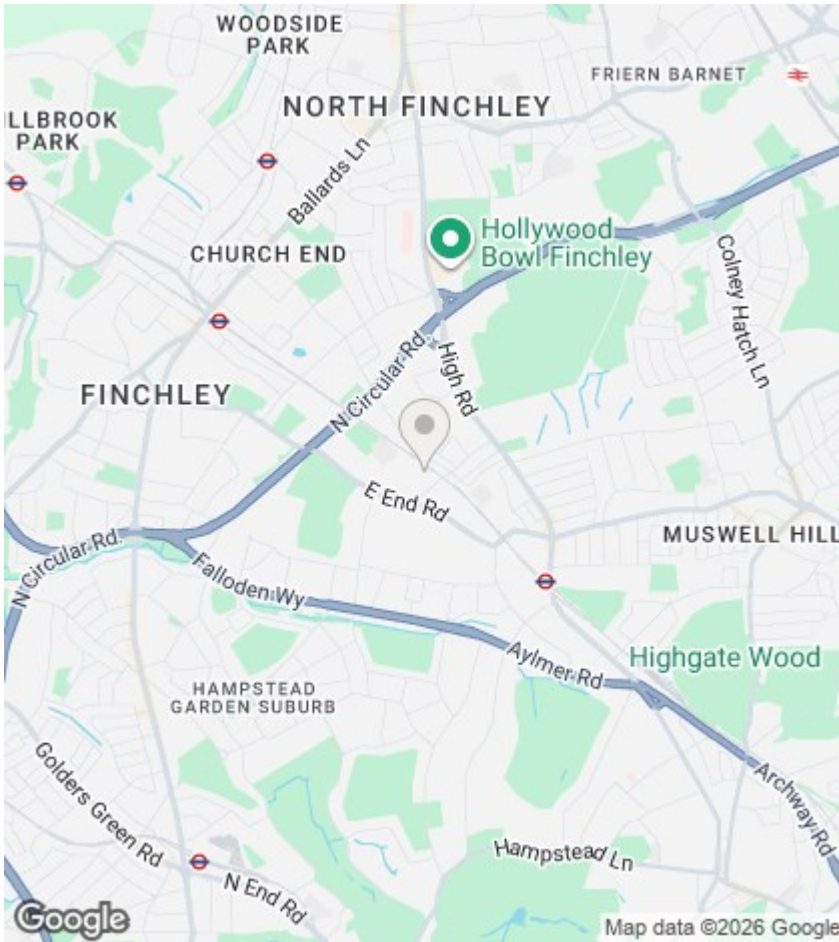 WOODSIDE
PARK
FRIERN BARNET
NORTH FINCHLEY
ILLBROOK
PARK
Ballards Ln
Hollywood
Bowl Finchley
CHURCH END
Colney Hatch Ln
N Circular Rd
High Rd
FINCHLEY
E End Rd
MUSWELL HILL
N Circular Rd.
Falloden Wy
Aylmer Rd
Highgate Wood
HAMPSTEAD
GARDEN SUBURB
Golders Green Rd
Archway Rd
Hampstead Ln
N End Rd
Google
Map data ©2026 Google